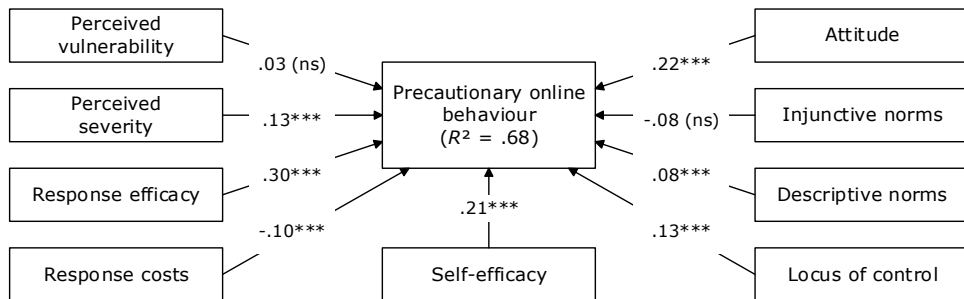 Perceived
vulnerability
.03 (ns)
Perceived
severity
.13***
Response efficacy
.30***
Response costs
-.10***
Precautionary online
behaviour
(R² = .68)
.21***
Self-efficacy
Attitude
.22***
Injunctive norms
-.08 (ns)
Descriptive norms
.08***
Locus of control
.13***